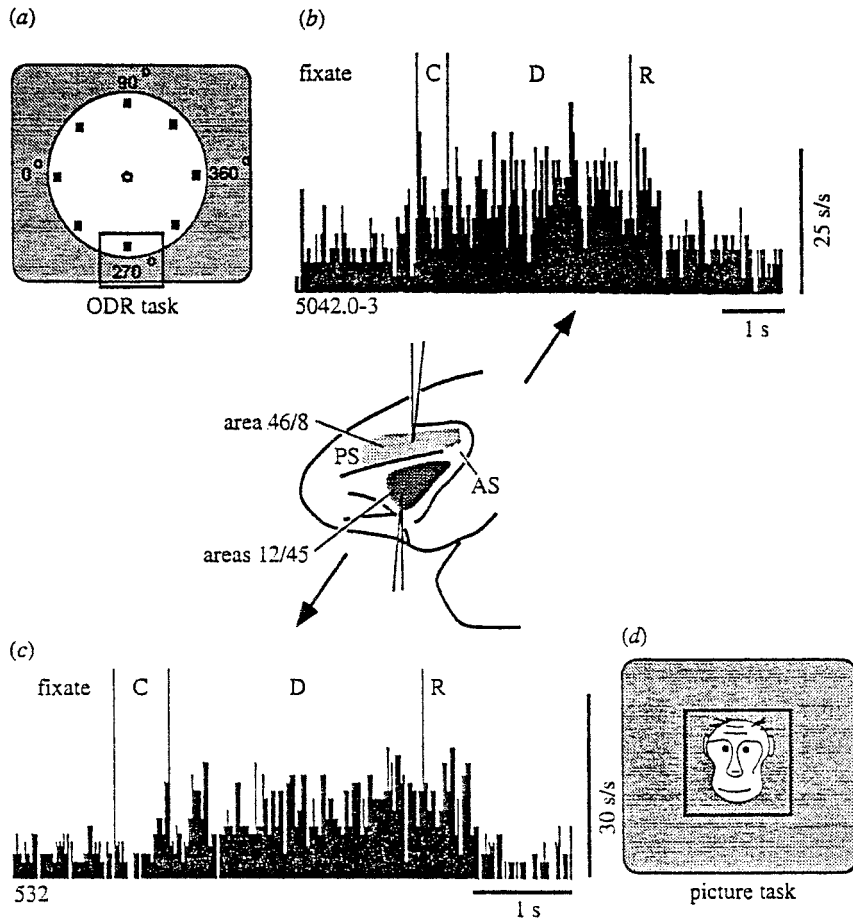 (a)
90°
0°
360°
270°
ODR task
(b)
fixate C D R
25 s/s
5042.0-3
1 s
area 46/8
PS
AS
areas 12/45
(c)
fixate C D R
30 s/s
532
1 s
(d)
picture task